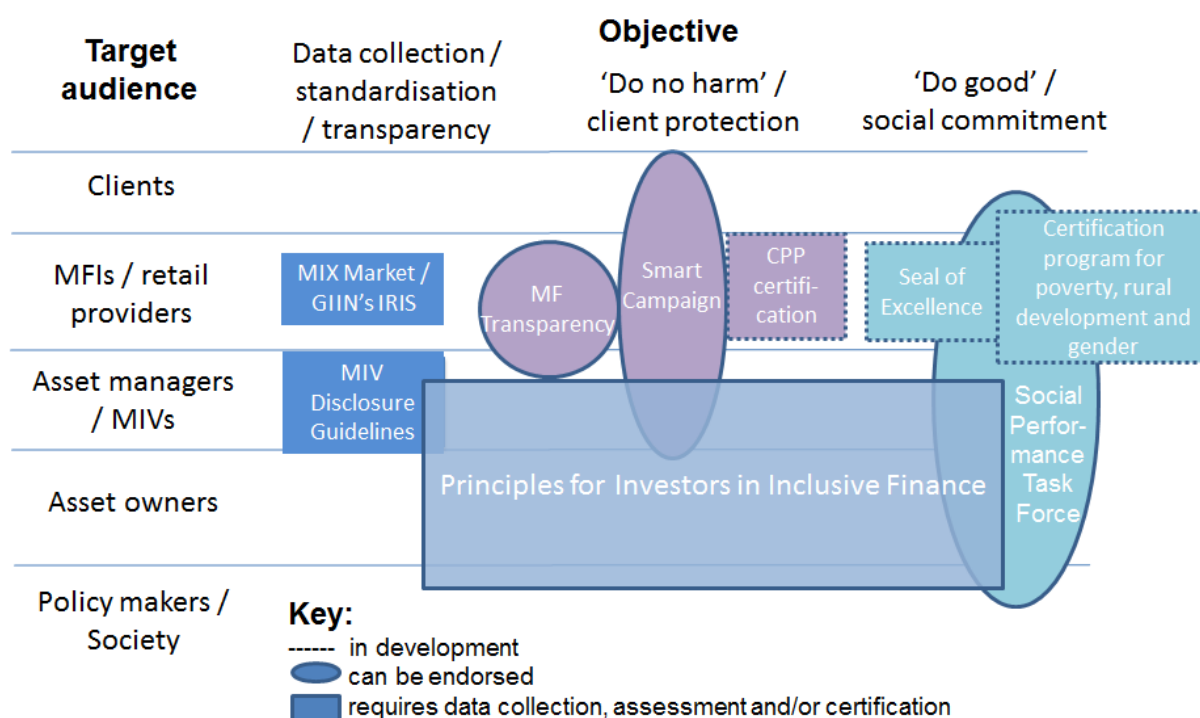 Target
audience
Objective
Data collection /
standardisation
/ transparency
‘Do no harm’ /
client protection
‘Do good’ /
social commitment
Clients
MFIs / retail
providers
MIX Market /
GIIN’s IRIS
MF
Transparency
Smart
Campaign
CPP
certifi-
cation
Seal of
Excellence
Certification
program for
poverty, rural
development and
gender
Asset managers
/ MIVs
MIV
Disclosure
Guidelines
Social
Perfor-
mance
Task
Force
Principles for Investors in Inclusive Finance
Asset owners
Policy makers /
Society
Key:
------ in development
can be endorsed
requires data collection, assessment and/or certification